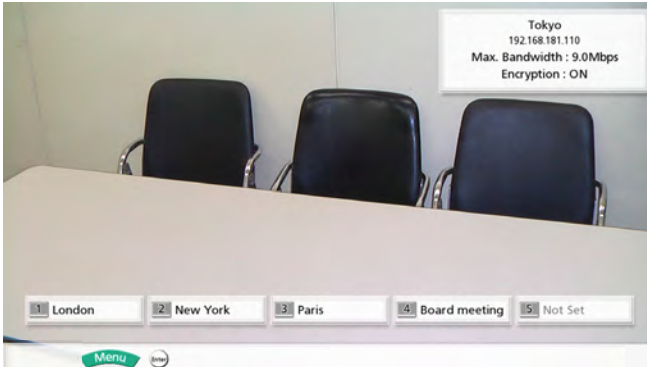 Tokyo
192.168.181.110
Max. Bandwidth : 9.0Mbps
Encryption : ON
1 London
2 New York
3 Paris
4 Board meeting
5 Not Set
Menu
Enter